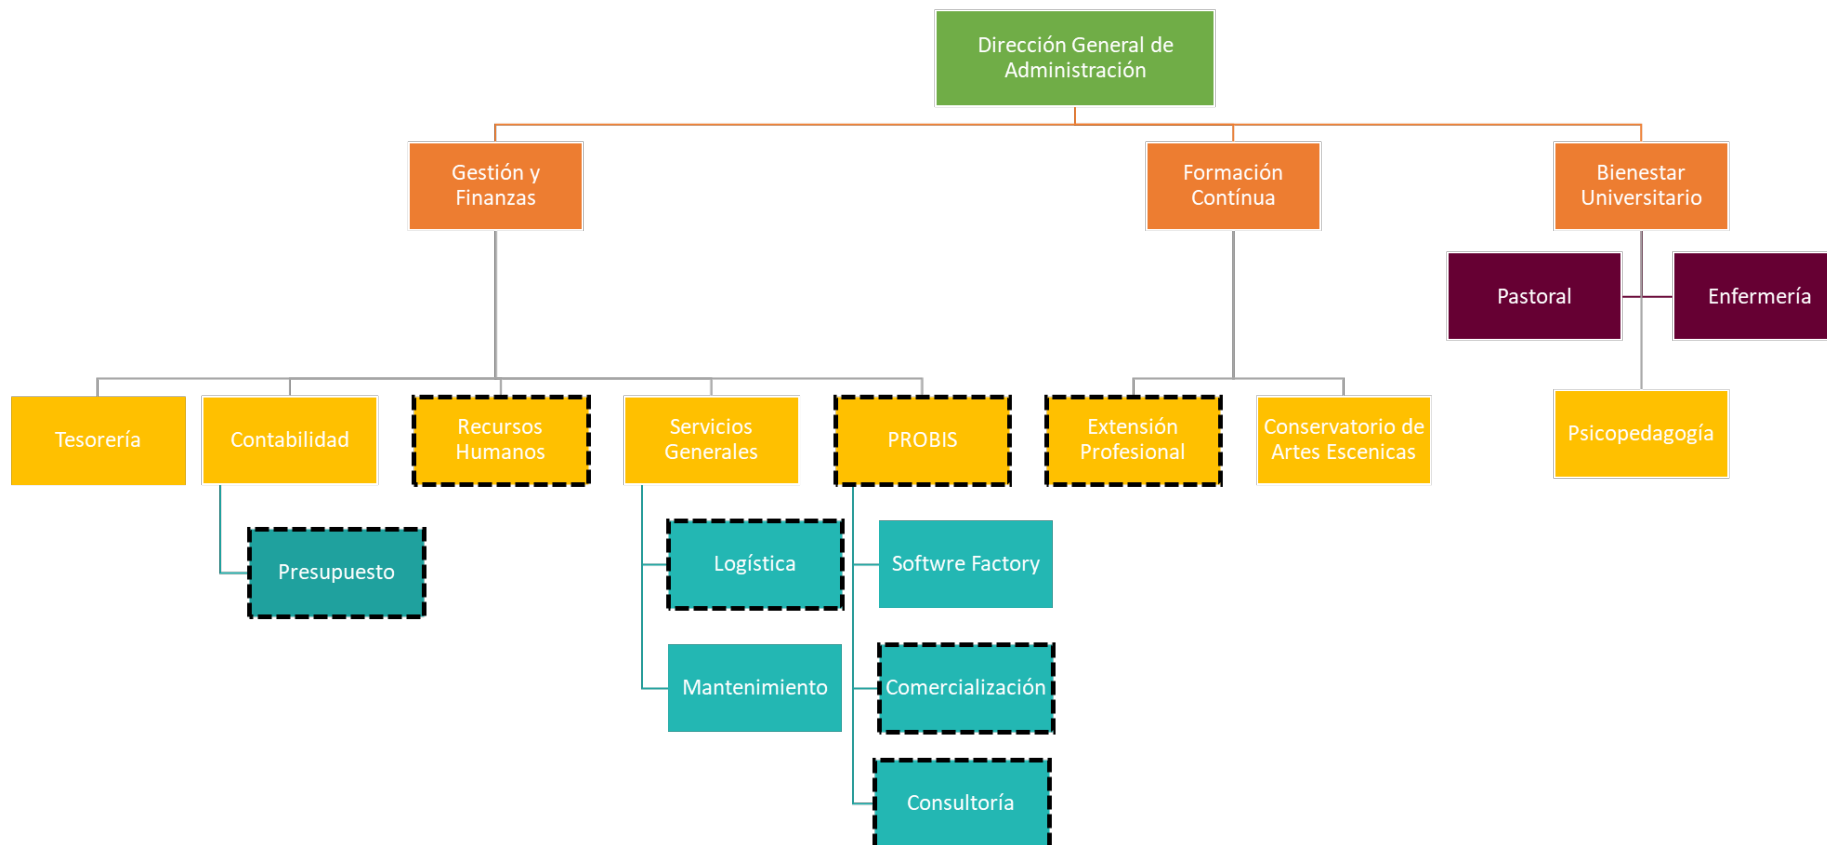 Dirección General de
Administración
Gestión y
Finanzas
Formación
Contínua
Bienestar
Universitario
Pastoral
Enfermería
Tesorería
Contabilidad
Recursos
Humanos
Servicios
Generales
PROBIS
Extensión
Profesional
Conservatorio de
Artes Escenicas
Psicopedagogía
Presupuesto
Logística
Softwre Factory
Mantenimiento
Comercialización
Consultoría